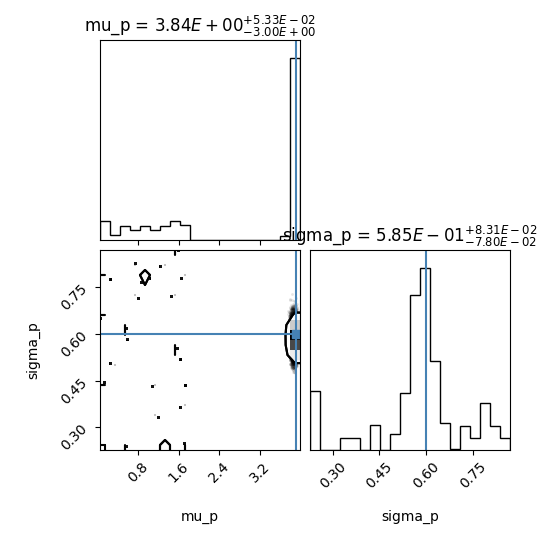 mu_p = 3.84E + 00+5.33E − 02
−3.00E + 00
sigma_p = 5.85E − 01+8.31E − 02
−7.80E − 02
sigma_p
0.75
0.60
0.45
0.30
0.8 1.6 2.4 3.2
0.30 0.45 0.60 0.75
mu_p
sigma_p